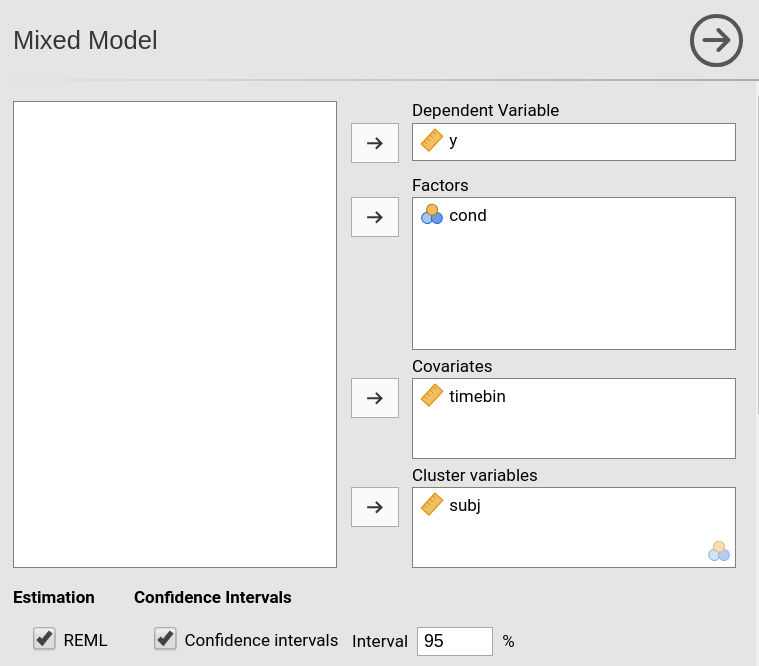 Mixed Model
Dependent Variable
y
Factors
cond
Covariates
timebin
Cluster variables
subj
Estimation Confidence Intervals
REML Confidence intervals Interval 95 %